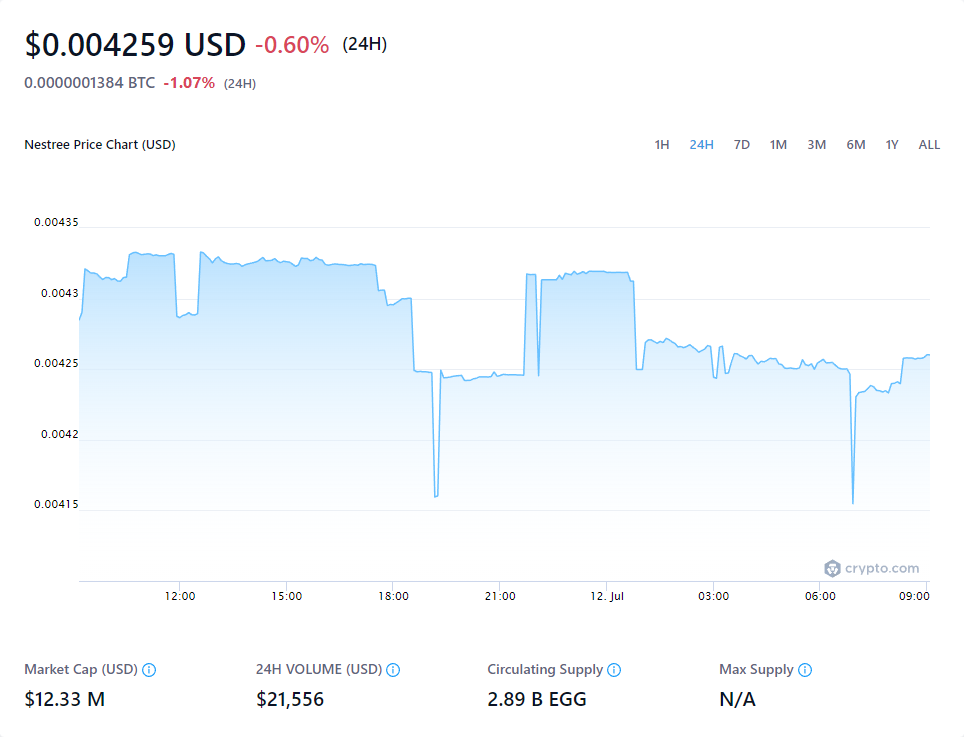 $0.004259 USD -0.60% (24H)
0.0000001384 BTC -1.07% (24H)
Nestree Price Chart (USD) 1H 24H 7D 1M 3M 6M 1Y ALL
0.00435
0.0043
0.00425
0.0042
0.00415
crypto.com
12:00 15:00 18:00 21:00 12. Jul 03:00 06:00 09:00
Market Cap (USD) 24H VOLUME (USD) Circulating Supply Max Supply
$12.33 M $21,556 2.89 B EGG N/A